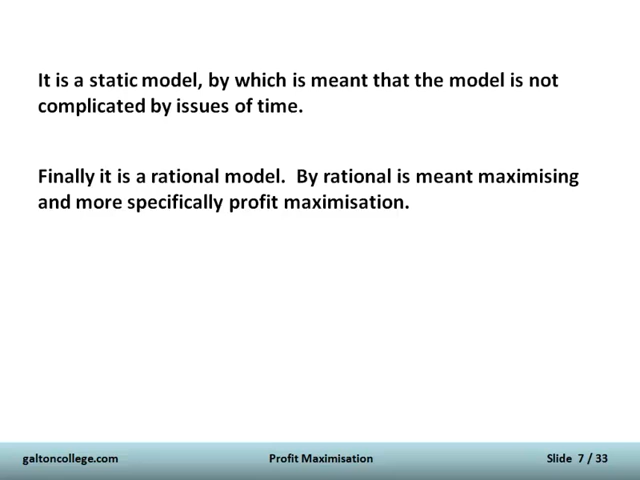 It is a static model, by which is meant that the model is not
complicated by issues of time.
Finally it is a rational model.  By rational is meant maximising
and more specifically profit maximisation.
galtoncollege.com Profit Maximisation Slide 7 / 33